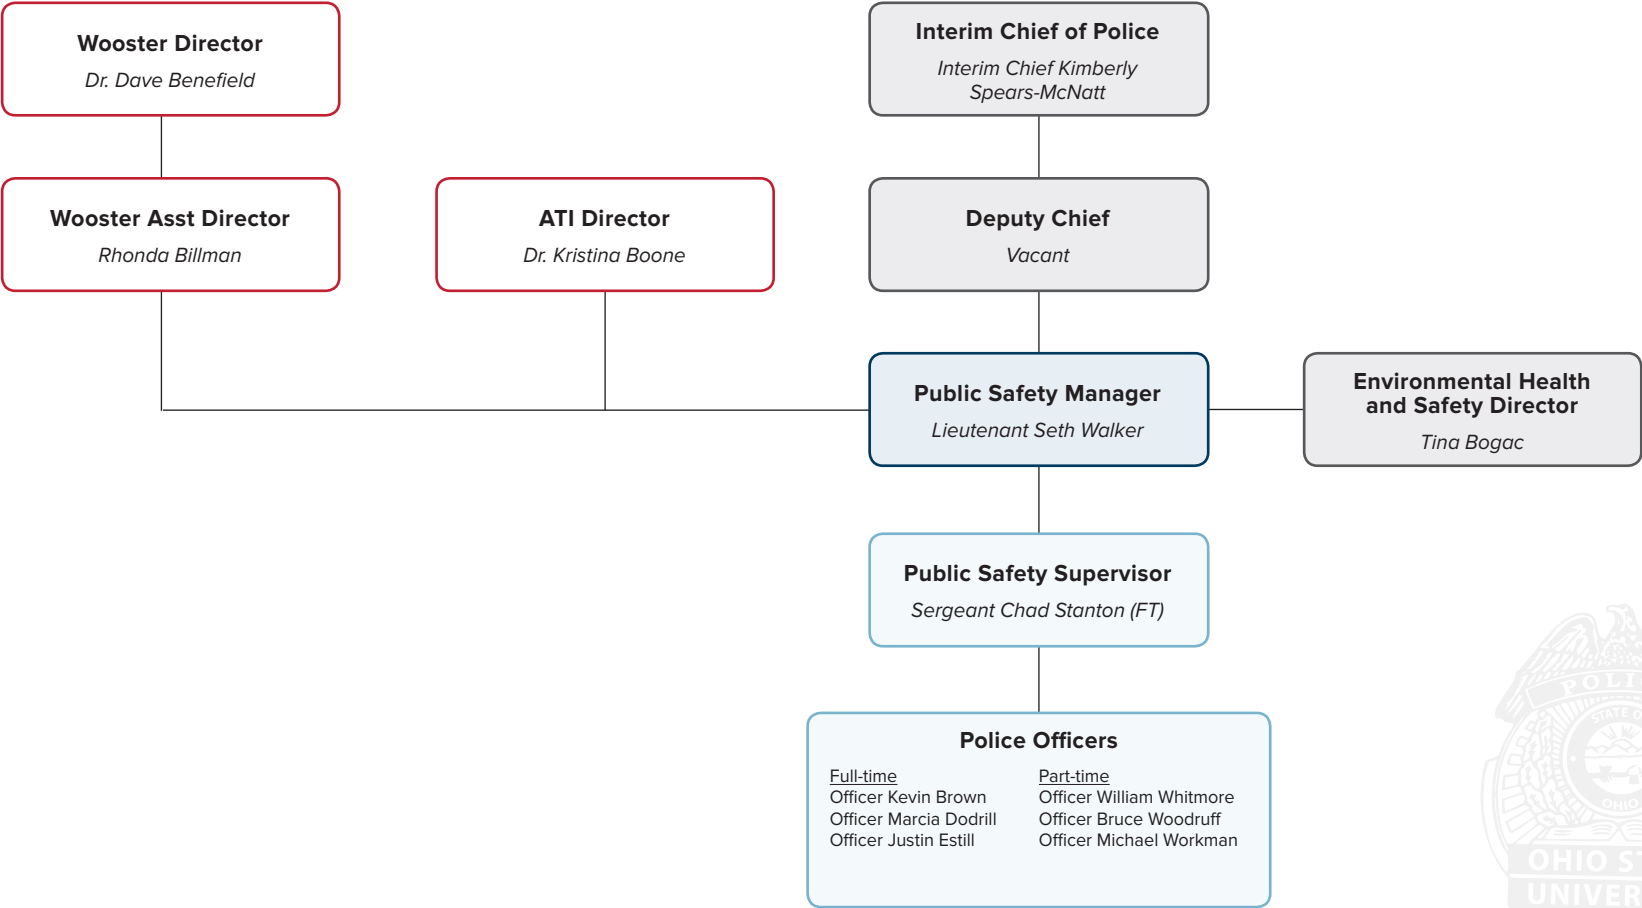 Wooster Director
Dr. Dave Benefield
Interim Chief of Police
Interim Chief Kimberly
Spears-McNatt
Wooster Asst Director
Rhonda Billman
ATI Director
Dr. Kristina Boone
Deputy Chief
Vacant
Public Safety Manager
Lieutenant Seth Walker
Environmental Health
and Safety Director
Tina Bogac
Public Safety Supervisor
Sergeant Chad Stanton (FT)
Police Officers
Full-time
Officer Kevin Brown
Officer Marcia Dodrill
Officer Justin Estill
Part-time
Officer William Whitmore
Officer Bruce Woodruff
Officer Michael Workman
STATE
OHIO
OHIO